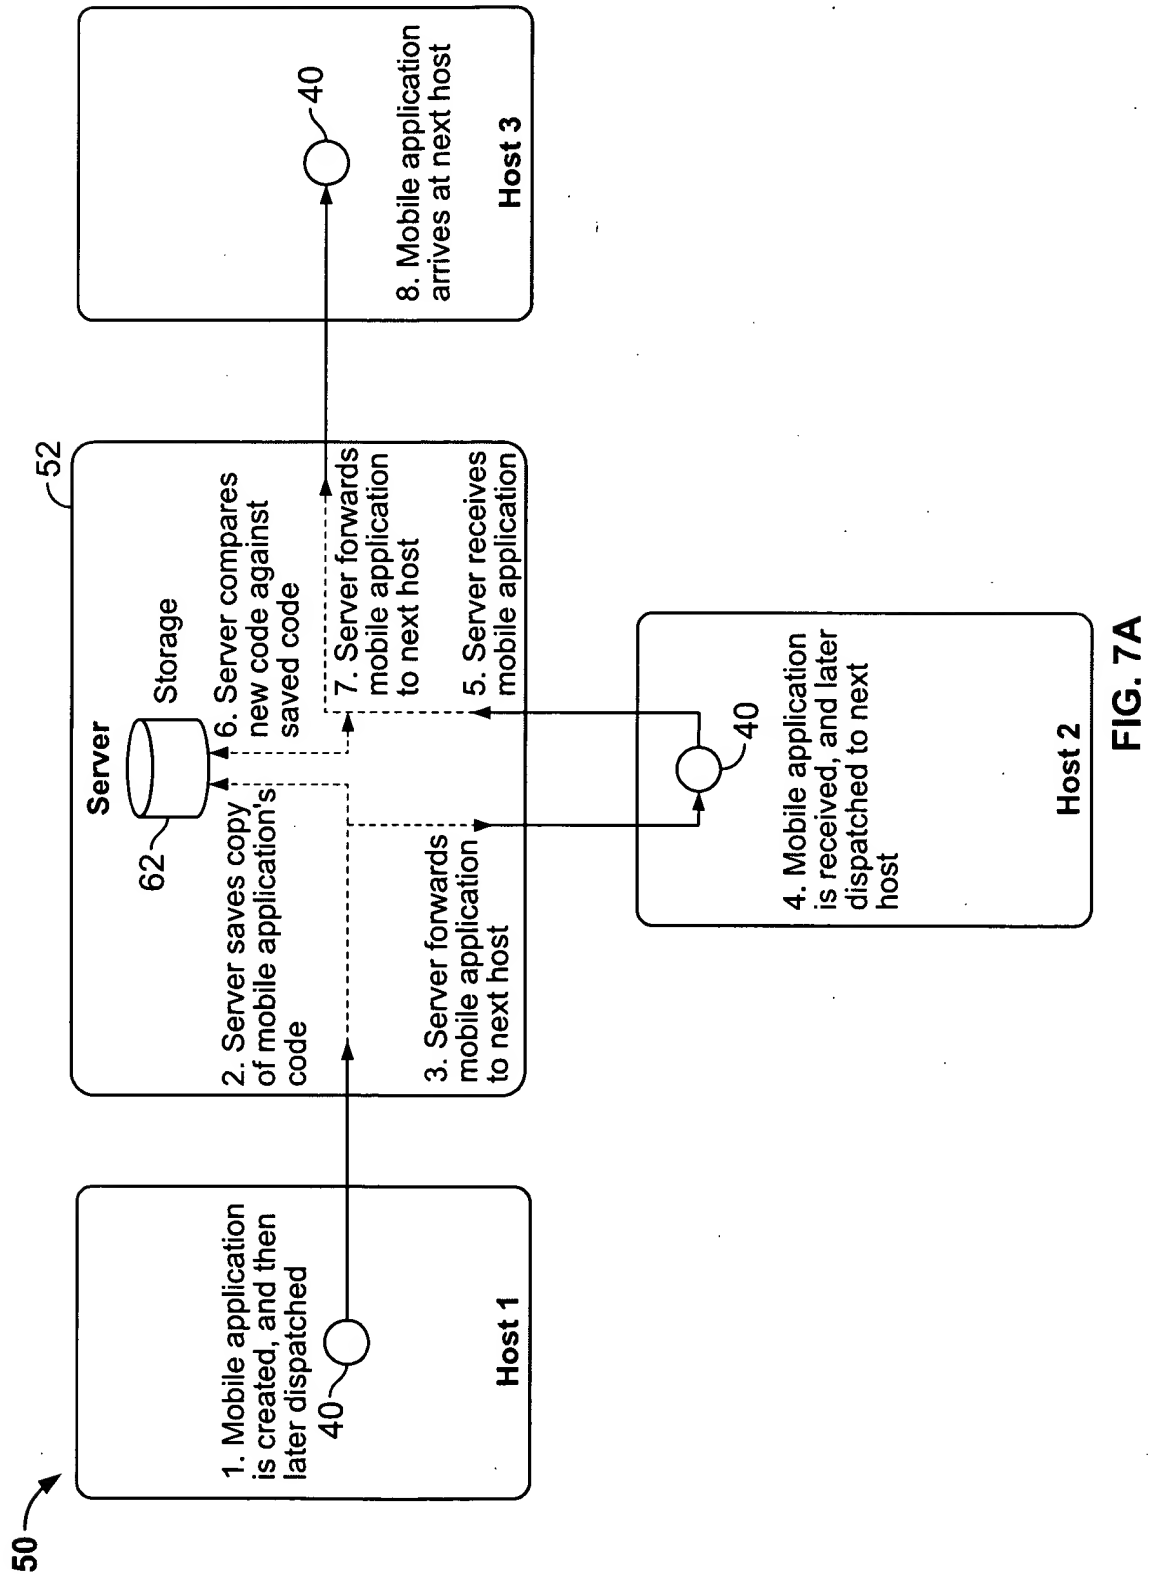 50
1. Mobile application
is created, and then
later dispatched
40
Host 1
52
Server
62
Storage
2. Server saves copy
of mobile application's
code
3. Server forwards
mobile application
to next host
6. Server compares
new code against
saved code
7. Server forwards
mobile application
to next host
5. Server receives
mobile application
40
4. Mobile application
is received, and later
dispatched to next
host
Host 2
40
8. Mobile application
arrives at next host
Host 3
FIG. 7A